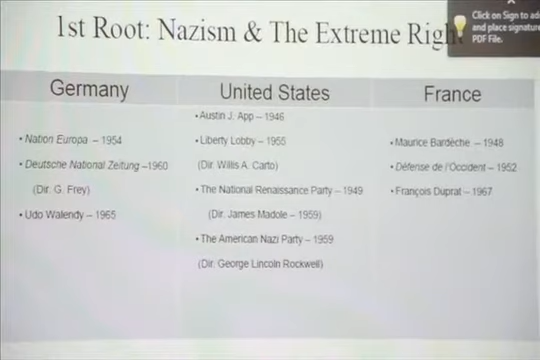 1st Root: Nazism & The Extreme Right
Click on Sign to ad
and place signature
PDF File.
Germany
• Nation Europa – 1954
• Deutsche National Zeitung –1960
(Dir. G. Frey)
• Udo Walendy – 1965
United States
• Austin J. App – 1946
• Liberty Lobby – 1955
(Dir. Willis A. Carto)
• The National Renaissance Party – 1949
(Dir. James Madole – 1959)
• The American Nazi Party – 1959
(Dir. George Lincoln Rockwell)
France
• Maurice Bardèche – 1948
• Défense de l'Occident – 1952
• François Duprat – 1967